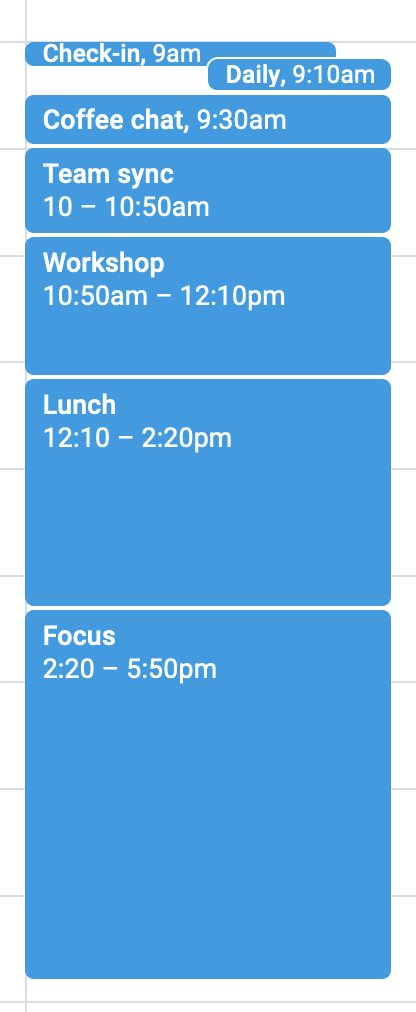 Check-in, 9am
Daily, 9:10am
Coffee chat, 9:30am
Team sync
10 – 10:50am
Workshop
10:50am – 12:10pm
Lunch
12:10 – 2:20pm
Focus
2:20 – 5:50pm